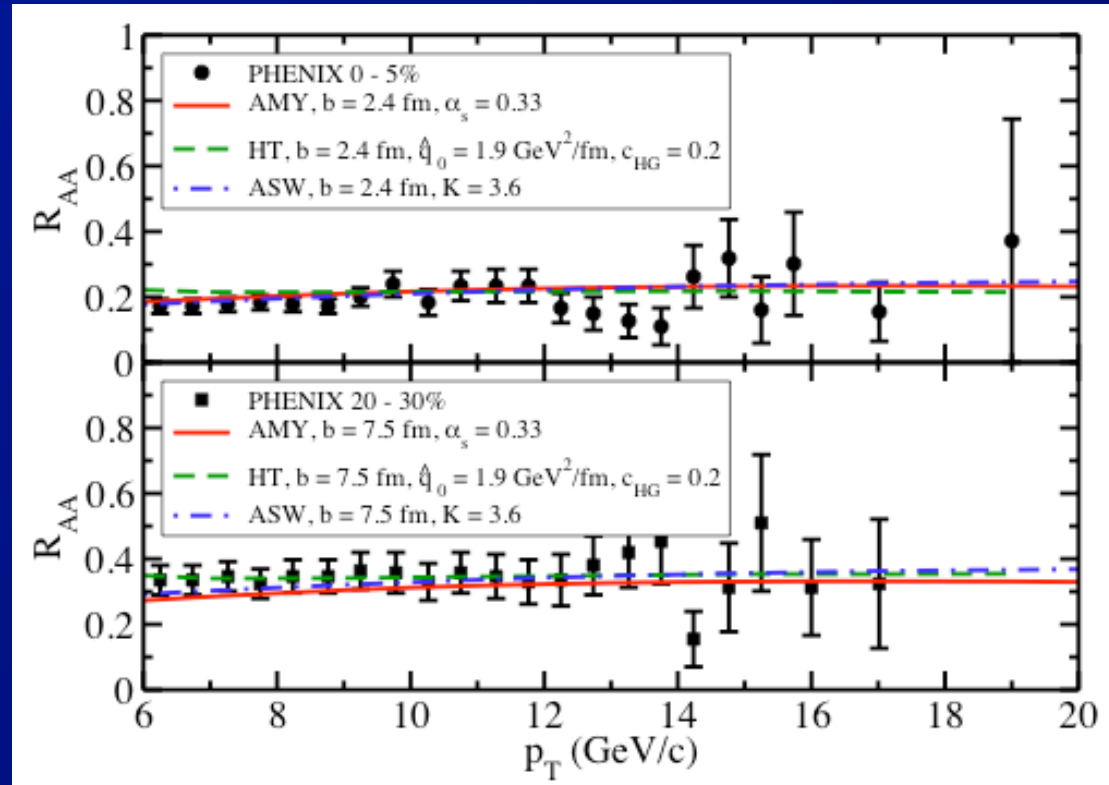 1
0.8
0.6
0.4
0.2
0
R_AA
PHENIX 0 - 5%
AMY, b = 2.4 fm, α_s = 0.33
HT, b = 2.4 fm, q̂_0 = 1.9 GeV²/fm, c_HG = 0.2
ASW, b = 2.4 fm, K = 3.6
0.8
0.6
0.4
0.2
0
R_AA
PHENIX 20 - 30%
AMY, b = 7.5 fm, α_s = 0.33
HT, b = 7.5 fm, q̂_0 = 1.9 GeV²/fm, c_HG = 0.2
ASW, b = 7.5 fm, K = 3.6
6 8 10 12 14 16 18 20
p_T (GeV/c)